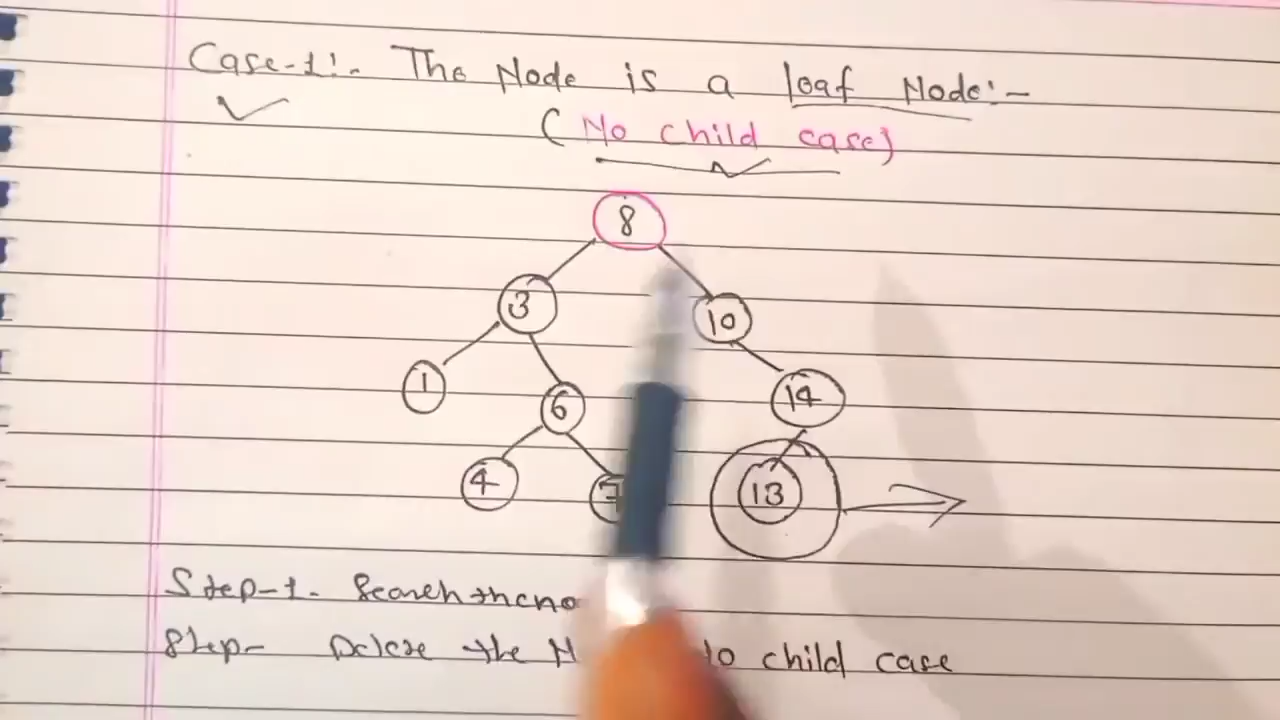 Case-1:- The Node is a leaf Node:-
(No child case)
8
3 10
1 6 14
4 7 13
Step-1- Search the no
Step- Delete the N No child case